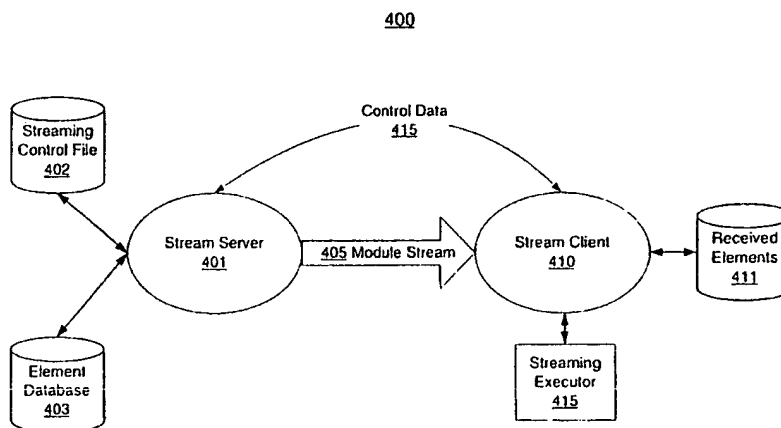 400
Control Data
415
Streaming
Control File
402
Stream Server
401
405 Module Stream
Stream Client
410
Received
Elements
411
Element
Database
403
Streaming
Executor
415